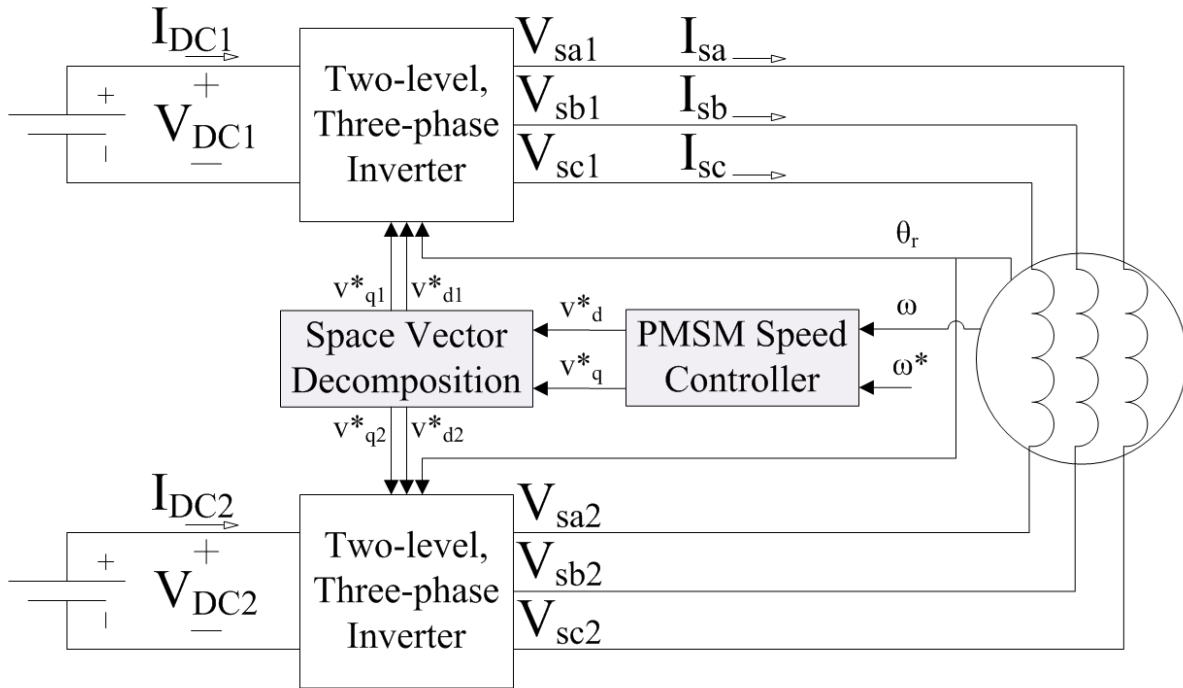 I_DC1
+
+
V_DC1
Two-level,
Three-phase
Inverter
V_sa1
I_sa
V_sb1
I_sb
V_sc1
I_sc
θ_r
v*_q1
v*_d1
Space Vector
Decomposition
v*_d
v*_q
PMSM Speed
Controller
ω
ω*
v*_q2
v*_d2
I_DC2
+
+
V_DC2
Two-level,
Three-phase
Inverter
V_sa2
V_sb2
V_sc2